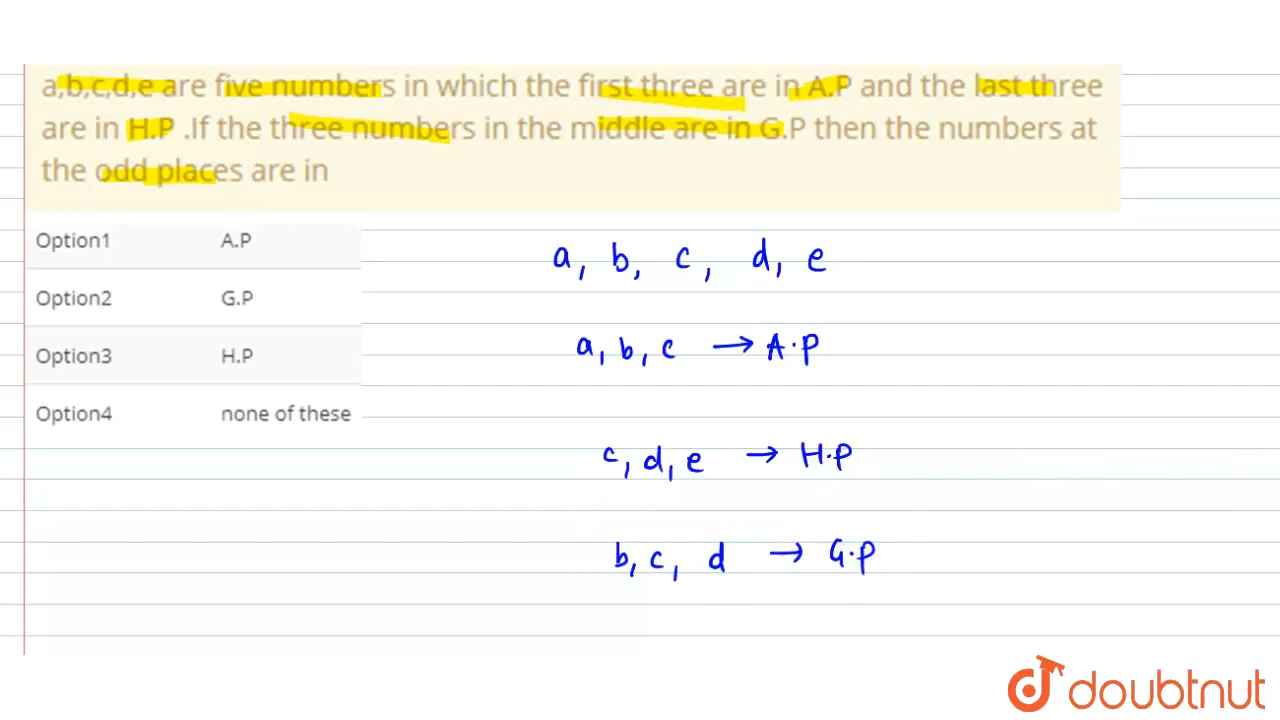 a,b,c,d,e are five numbers in which the first three are in A.P and the last three
are in H.P .If the three numbers in the middle are in G.P then the numbers at
the odd places are in
Option1 A.P
Option2 G.P
Option3 H.P
Option4 none of these
a, b, c, d, e
a, b, c → A.P
c, d, e → H.P
b, c, d → G.P
doubtnut